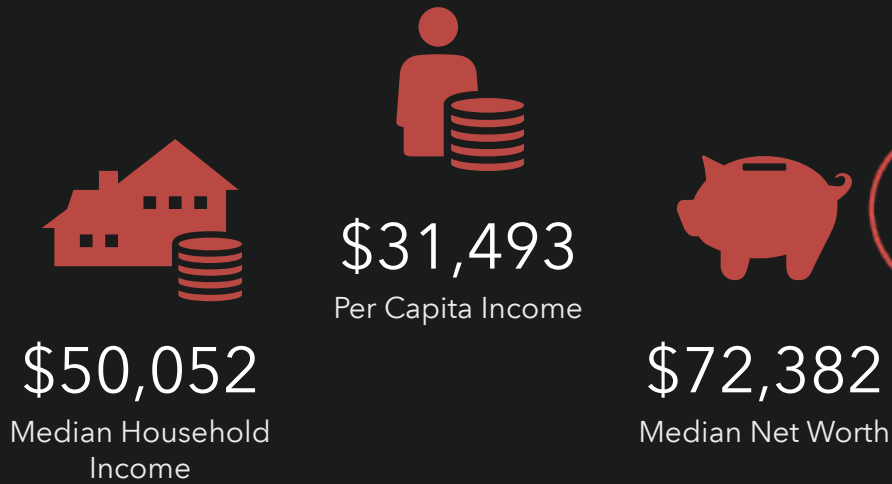 $31,493
Per Capita Income
$50,052
Median Household
Income
$72,382
Median Net Worth